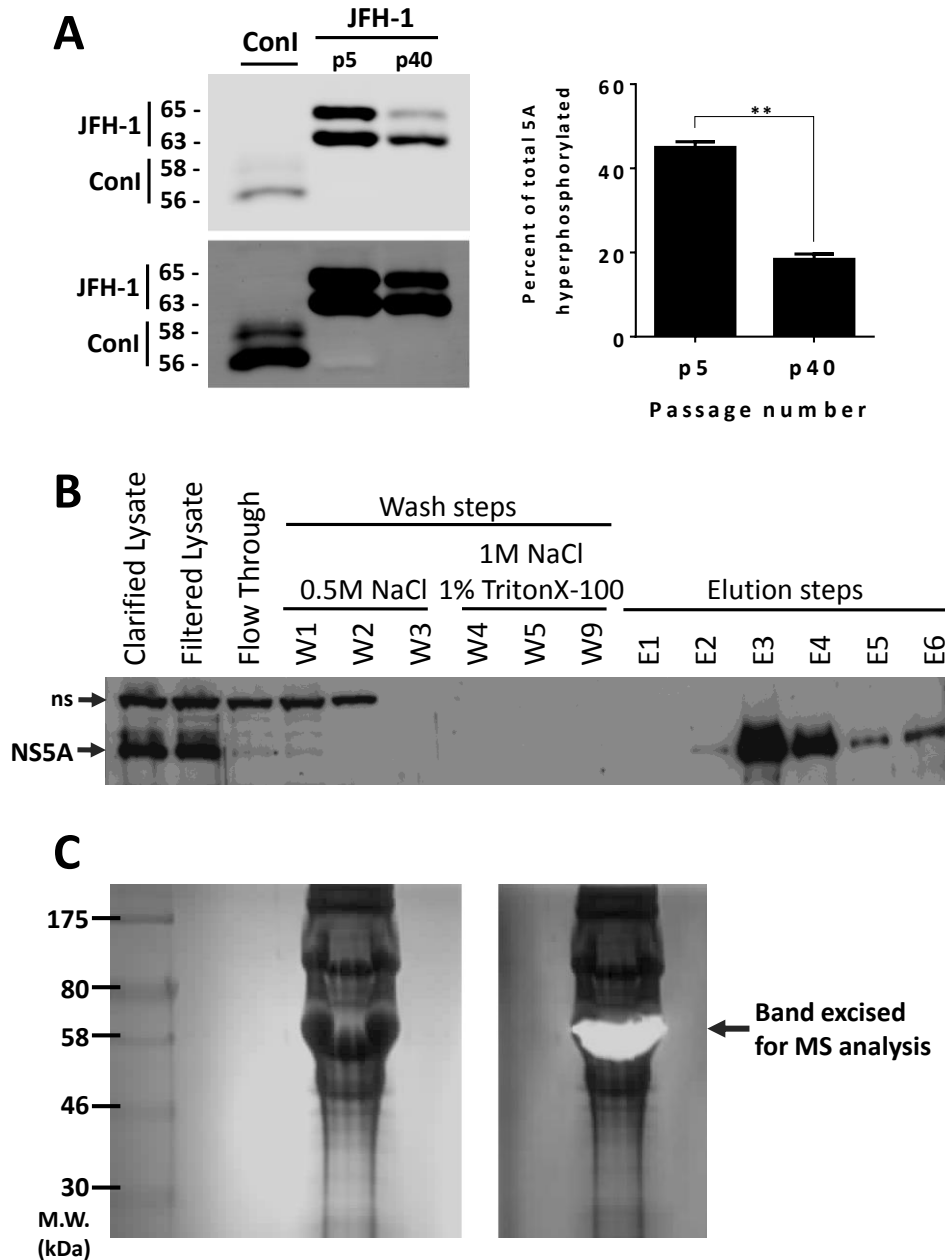 A
ConI
JFH-1
p5 p40
JFH-1
65 -
63 -
ConI
58 -
56 -
JFH-1
65 -
63 -
ConI
58 -
56 -
Percent of total 5A
hyperphosphorylated
60
40
20
0
**
p5 p40
Passage number
B
Clarified Lysate
Filtered Lysate
Flow Through
Wash steps
0.5M NaCl
1M NaCl
1% TritonX-100
Elution steps
W1 W2 W3 W4 W5 W9 E1 E2 E3 E4 E5 E6
ns
NS5A
C
175
80
58
46
30
M.W.
(kDa)
Band excised
for MS analysis